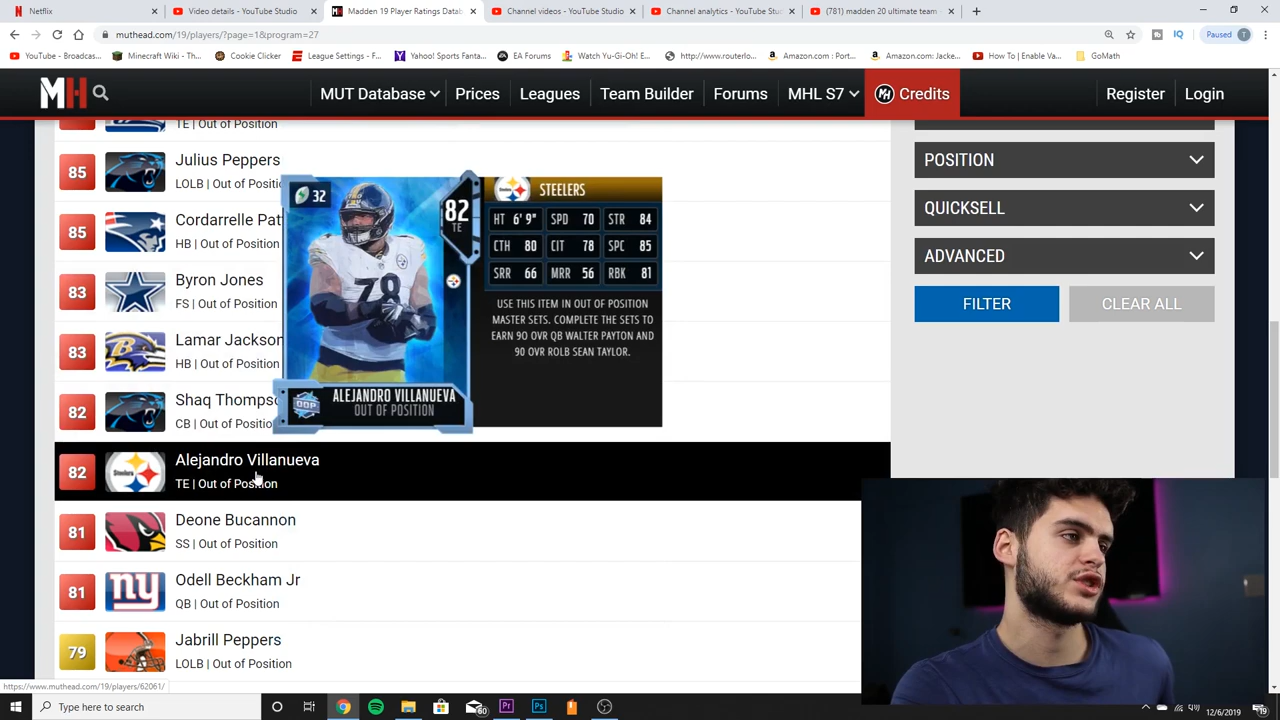 Netflix
Video details - YouTube Studio
Madden 19 Player Ratings Datab
Channel videos - YouTube Studio
Channel analytics - YouTube Stu
(781) madden 20 ultimate team
muthead.com/19/players/?page=1&program=27
Paused
YouTube - Broadcas...
Minecraft Wiki - Th...
Cookie Clicker
League Settings - F...
Yahoo! Sports Fanta...
EA Forums
Watch Yu-Gi-Oh! E...
http://www.routerlo...
Amazon.com : Port...
Amazon.com: Jacke...
How To | Enable Va...
GoMath
MH
MUT Database
Prices
Leagues
Team Builder
Forums
MHL S7
Credits
Register
Login
TE | Out of Position
85
Julius Peppers
LOLB | Out of Positio
85
Cordarrelle Patt
HB | Out of Position
83
Byron Jones
FS | Out of Position
83
Lamar Jackson
HB | Out of Position
82
Shaq Thompso
CB | Out of Position
82
Alejandro Villanueva
TE | Out of Position
81
Deone Bucannon
SS | Out of Position
81
Odell Beckham Jr
QB | Out of Position
79
Jabrill Peppers
LOLB | Out of Position
32
82
TE
78
ALEJANDRO VILLANUEVA
OUT OF POSITION
OOP
STEELERS
HT 6' 9" SPD 70 STR 84
CTH 80 CIT 78 SPC 85
SRR 66 MRR 56 RBK 81
USE THIS ITEM IN OUT OF POSITION
MASTER SETS. COMPLETE THE SETS TO
EARN 90 OVR QB WALTER PAYTON AND
90 OVR ROLB SEAN TAYLOR.
POSITION
QUICKSELL
ADVANCED
FILTER
CLEAR ALL
https://www.muthead.com/19/players/62061/
Type here to search
12/6/2019